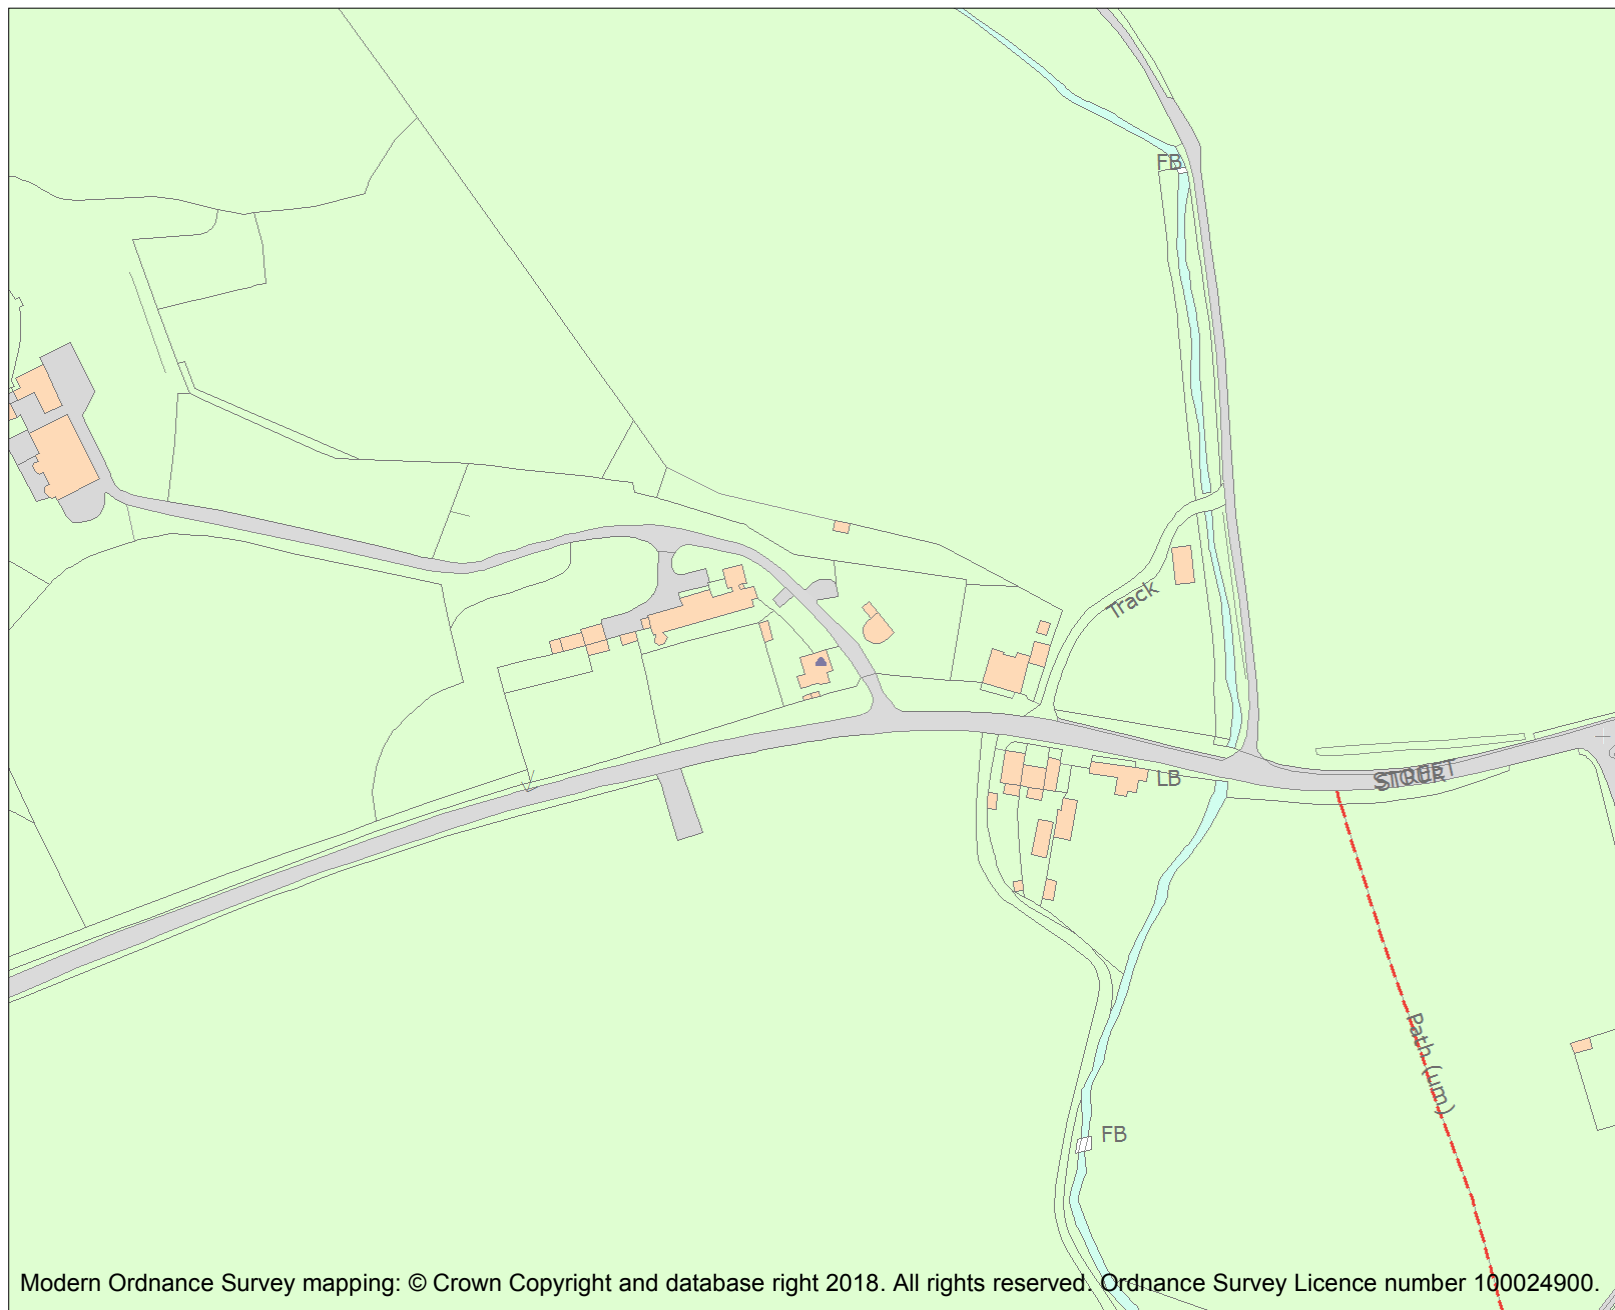 FB
Track
LB
STREET
Path (um)
FB
Modern Ordnance Survey mapping: © Crown Copyright and database right 2018. All rights reserved. Ordnance Survey Licence number 100024900.